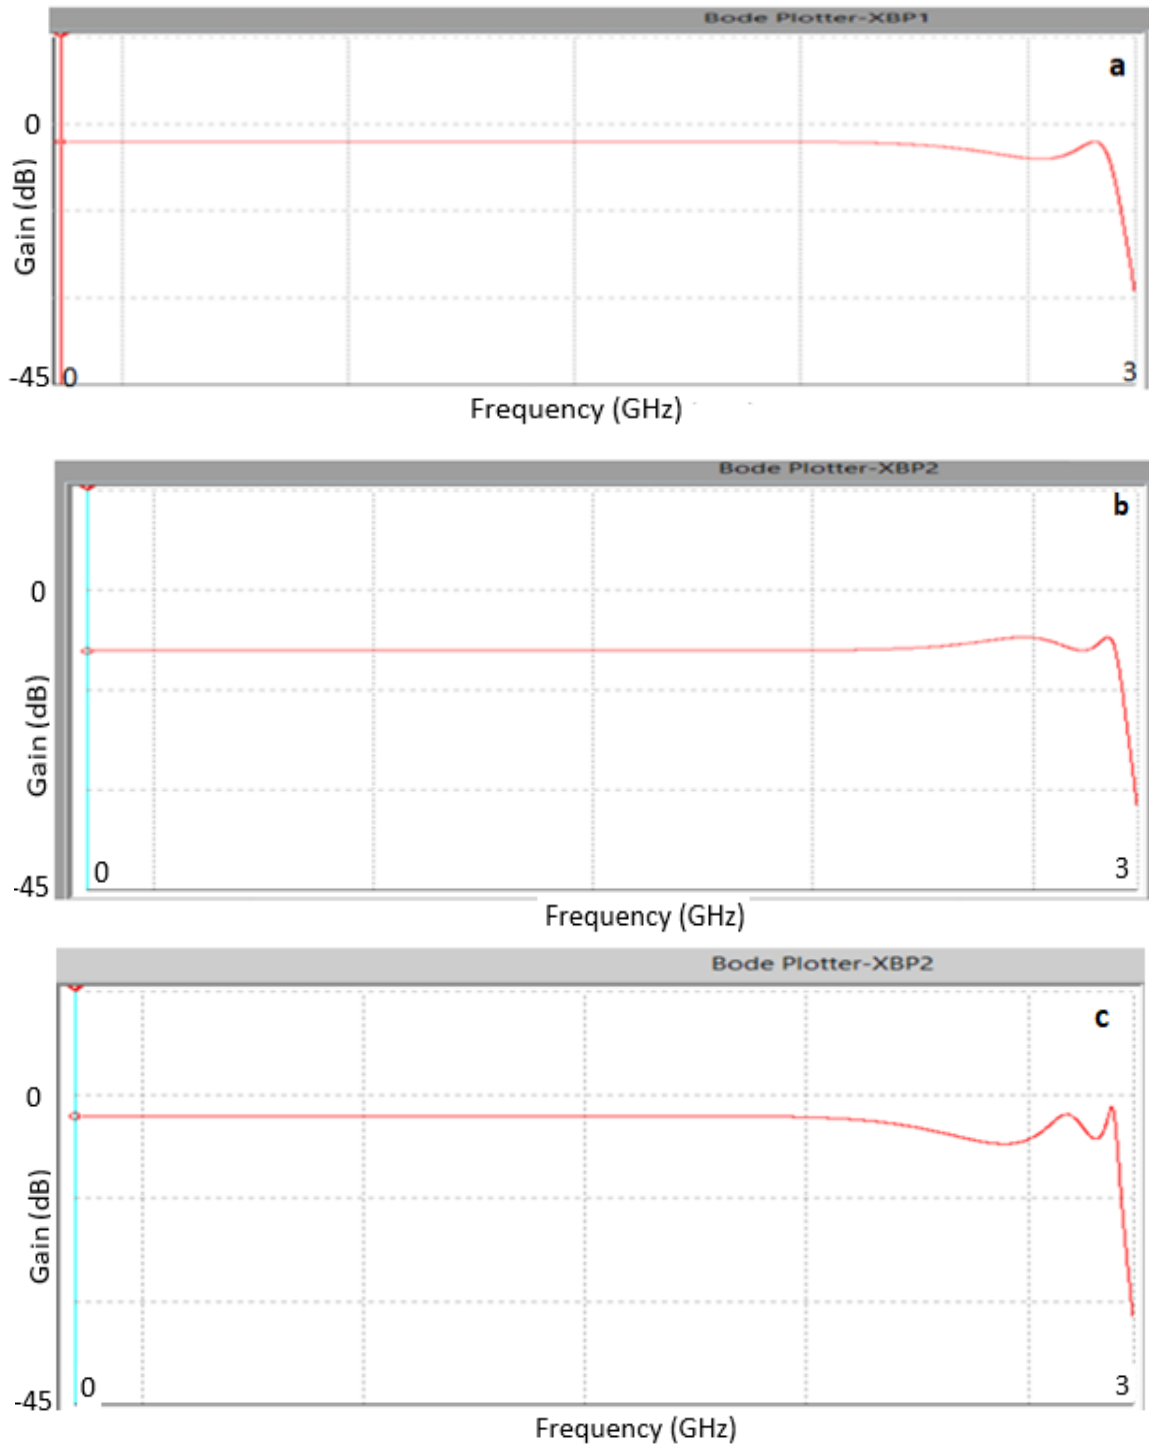 Bode Plotter-XBP1
a
0
Gain (dB)
-45
0
3
Frequency (GHz)
Bode Plotter-XBP2
b
0
Gain (dB)
-45
0
3
Frequency (GHz)
Bode Plotter-XBP2
c
0
Gain (dB)
-45
0
3
Frequency (GHz)